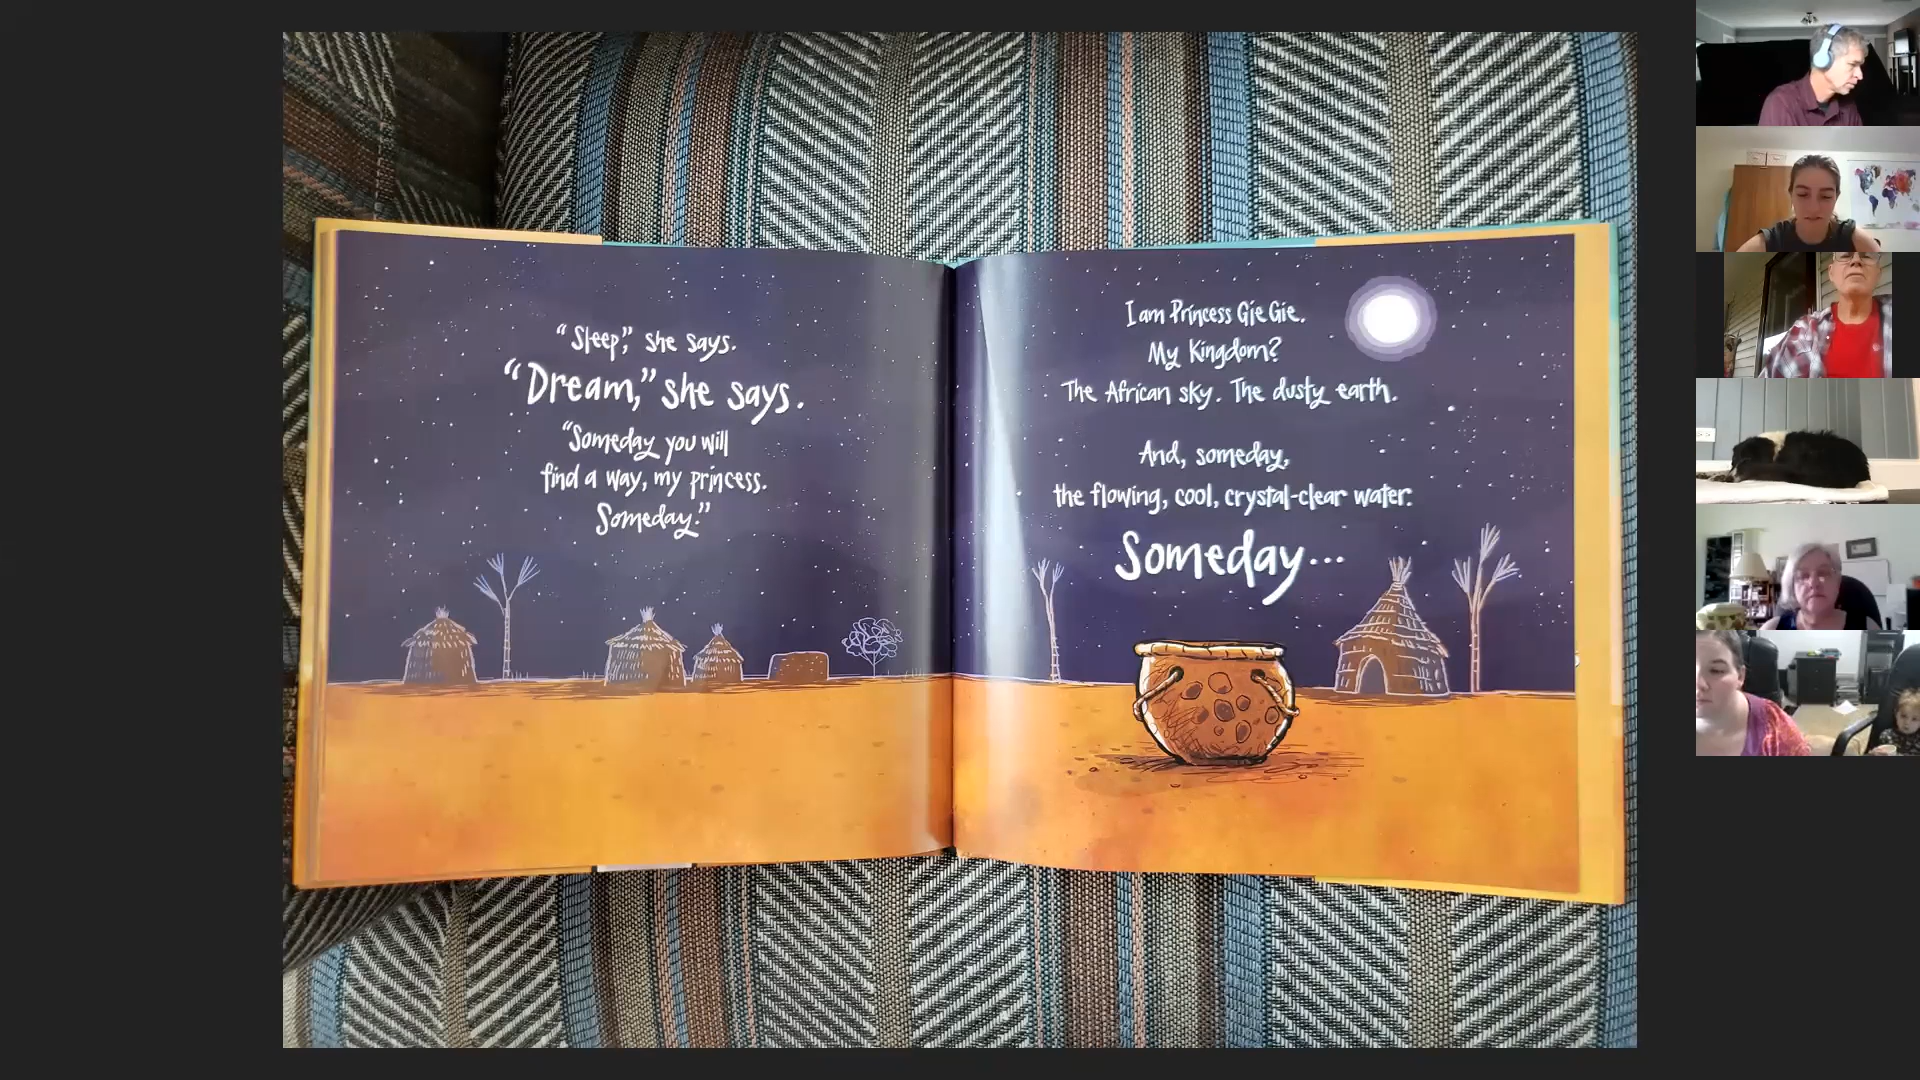 “Sleep,” she says.
“Dream,” she says.
“Someday you will
find a way, my princess.
Someday.”
I am Princess Gie Gie.
My Kingdom?
The African sky. The dusty earth.
And, someday,
the flowing, cool, crystal-clear water.
Someday...